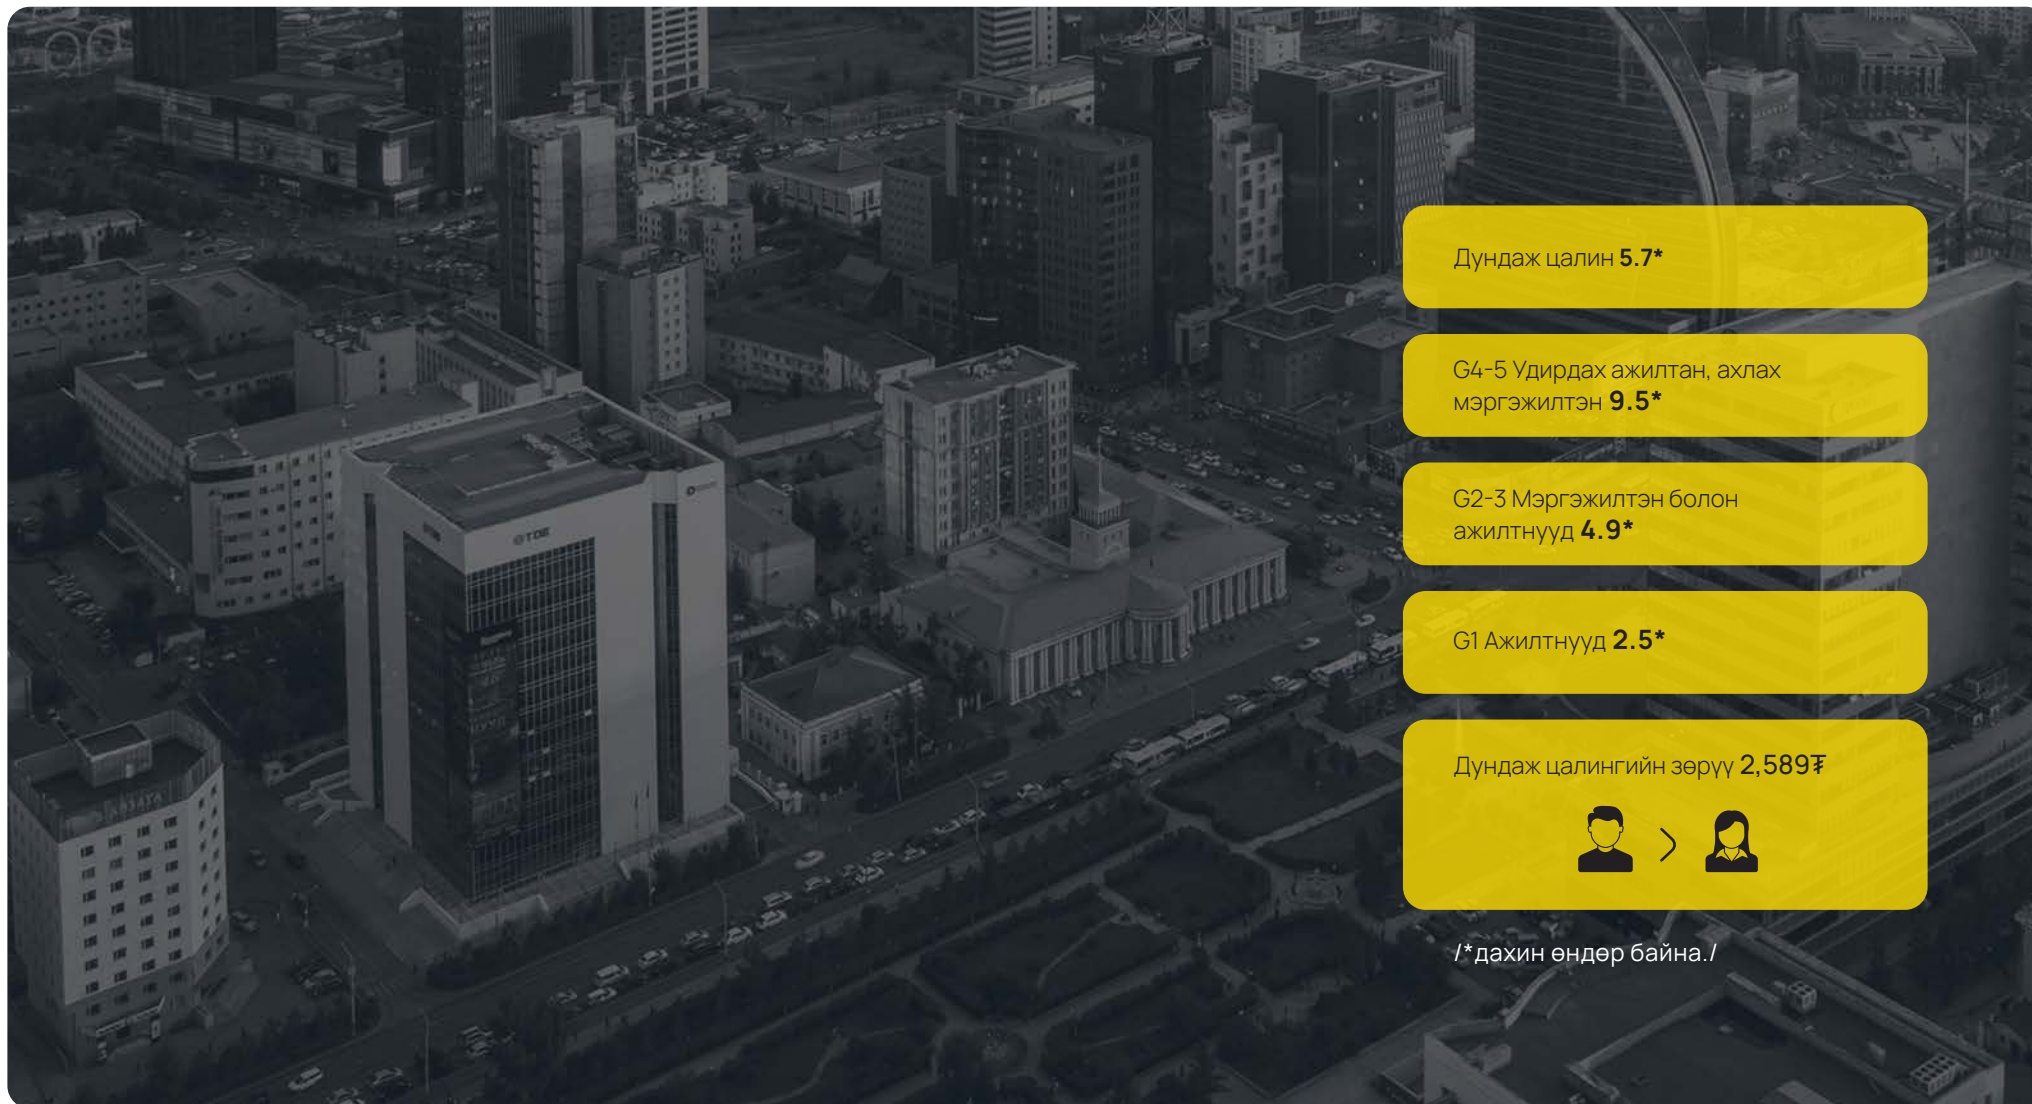 Дундаж цалин 5.7*
G4-5 Удирдах ажилтан, ахлах
мэргэжилтэн 9.5*
G2-3 Мэргэжилтэн болон
ажилтнууд 4.9*
G1 Ажилтнууд 2.5*
Дундаж цалингийн зөрүү 2,589₮
/*дахин өндөр байна./
TDB